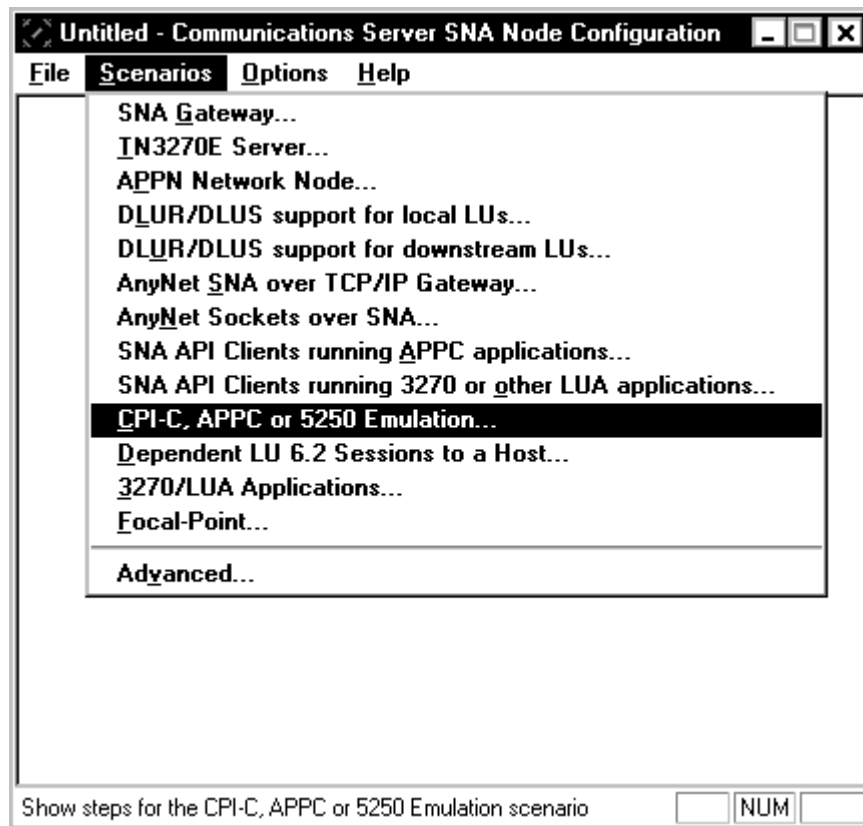 Untitled - Communications Server SNA Node Configuration
File Scenarios Options Help
SNA Gateway...
TN3270E Server...
APPN Network Node...
DLUR/DLUS support for local LUs...
DLUR/DLUS support for downstream LUs...
AnyNet SNA over TCP/IP Gateway...
AnyNet Sockets over SNA...
SNA API Clients running APPC applications...
SNA API Clients running 3270 or other LUA applications...
CPI-C, APPC or 5250 Emulation...
Dependent LU 6.2 Sessions to a Host...
3270/LUA Applications...
Focal-Point...
Advanced...
Show steps for the CPI-C, APPC or 5250 Emulation scenario NUM